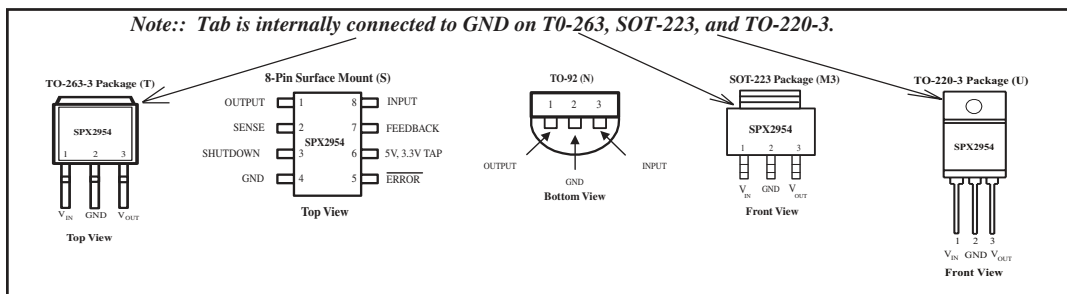 Note:: Tab is internally connected to GND on T0-263, SOT-223, and TO-220-3.
TO-263-3 Package (T)
SPX2954
1 2 3
VIN GND VOUT
Top View
8-Pin Surface Mount (S)
OUTPUT 1 8 INPUT
SENSE 2 7 FEEDBACK
SPX2954
SHUTDOWN 3 6 5V, 3.3V TAP
GND 4 5 ERROR
Top View
TO-92 (N)
1 2 3
OUTPUT INPUT
GND
Bottom View
SOT-223 Package (M3)
SPX2954
1 2 3
VIN GND VOUT
Front View
TO-220-3 Package (U)
SPX2954
1 2 3
VIN GND VOUT
Front View